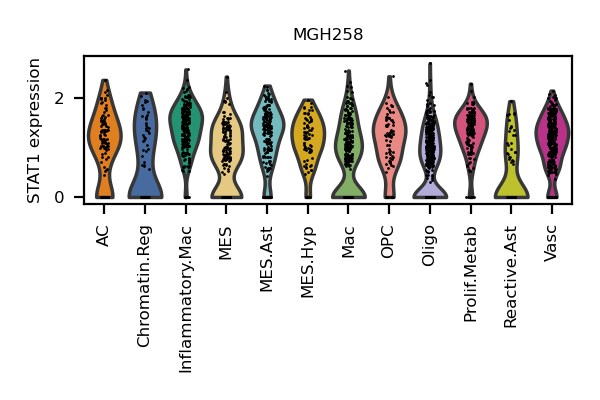 MGH258
STAT1 expression
2
0
AC
Chromatin.Reg
Inflammatory.Mac
MES
MES.Ast
MES.Hyp
Mac
OPC
Oligo
Prolif.Metab
Reactive.Ast
Vasc